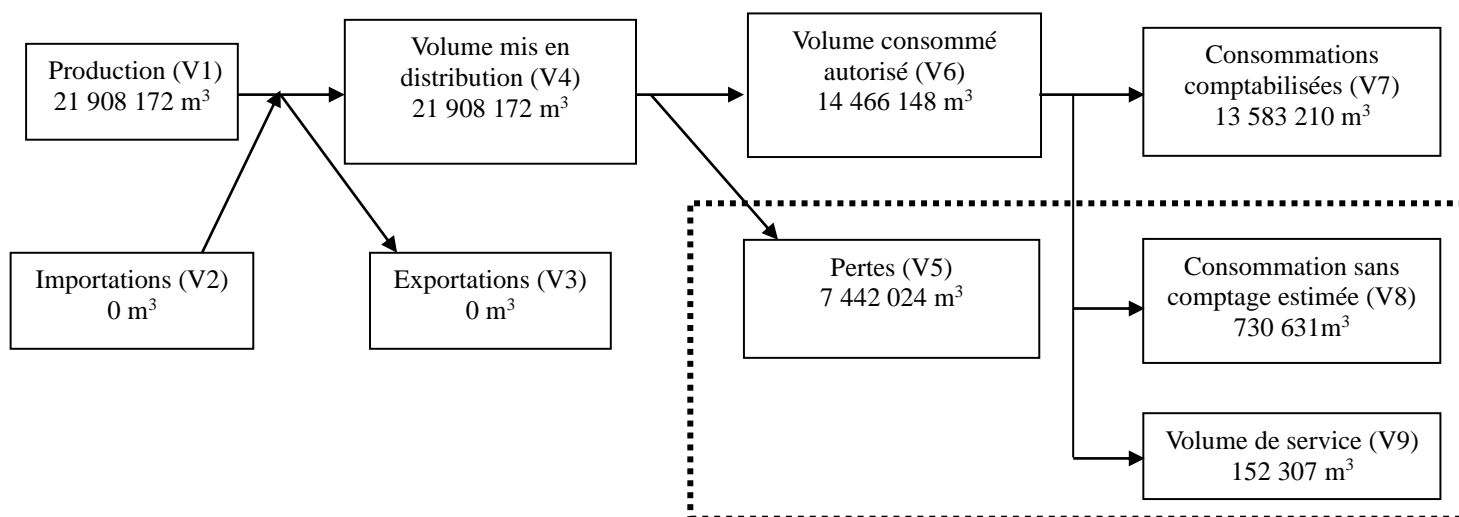 Production (V1)
21 908 172 m³
Volume mis en
distribution (V4)
21 908 172 m³
Volume consommé
autorisé (V6)
14 466 148 m³
Consommations
comptabilisées (V7)
13 583 210 m³
Importations (V2)
0 m³
Exportations (V3)
0 m³
Pertes (V5)
7 442 024 m³
Consommation sans
comptage estimée (V8)
730 631m³
Volume de service (V9)
152 307 m³